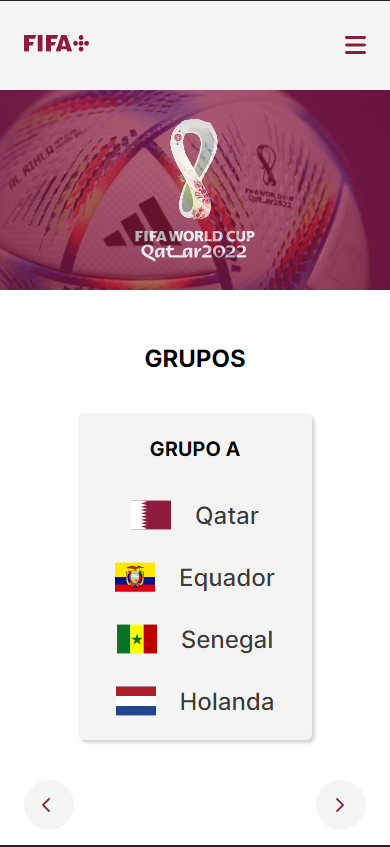 FIFA+
AL RIHLA
FIFA WORLD CUP
Qatar2022
FIFA WORLD CUP
Qatar2022
GRUPOS
GRUPO A
Qatar
Equador
Senegal
Holanda